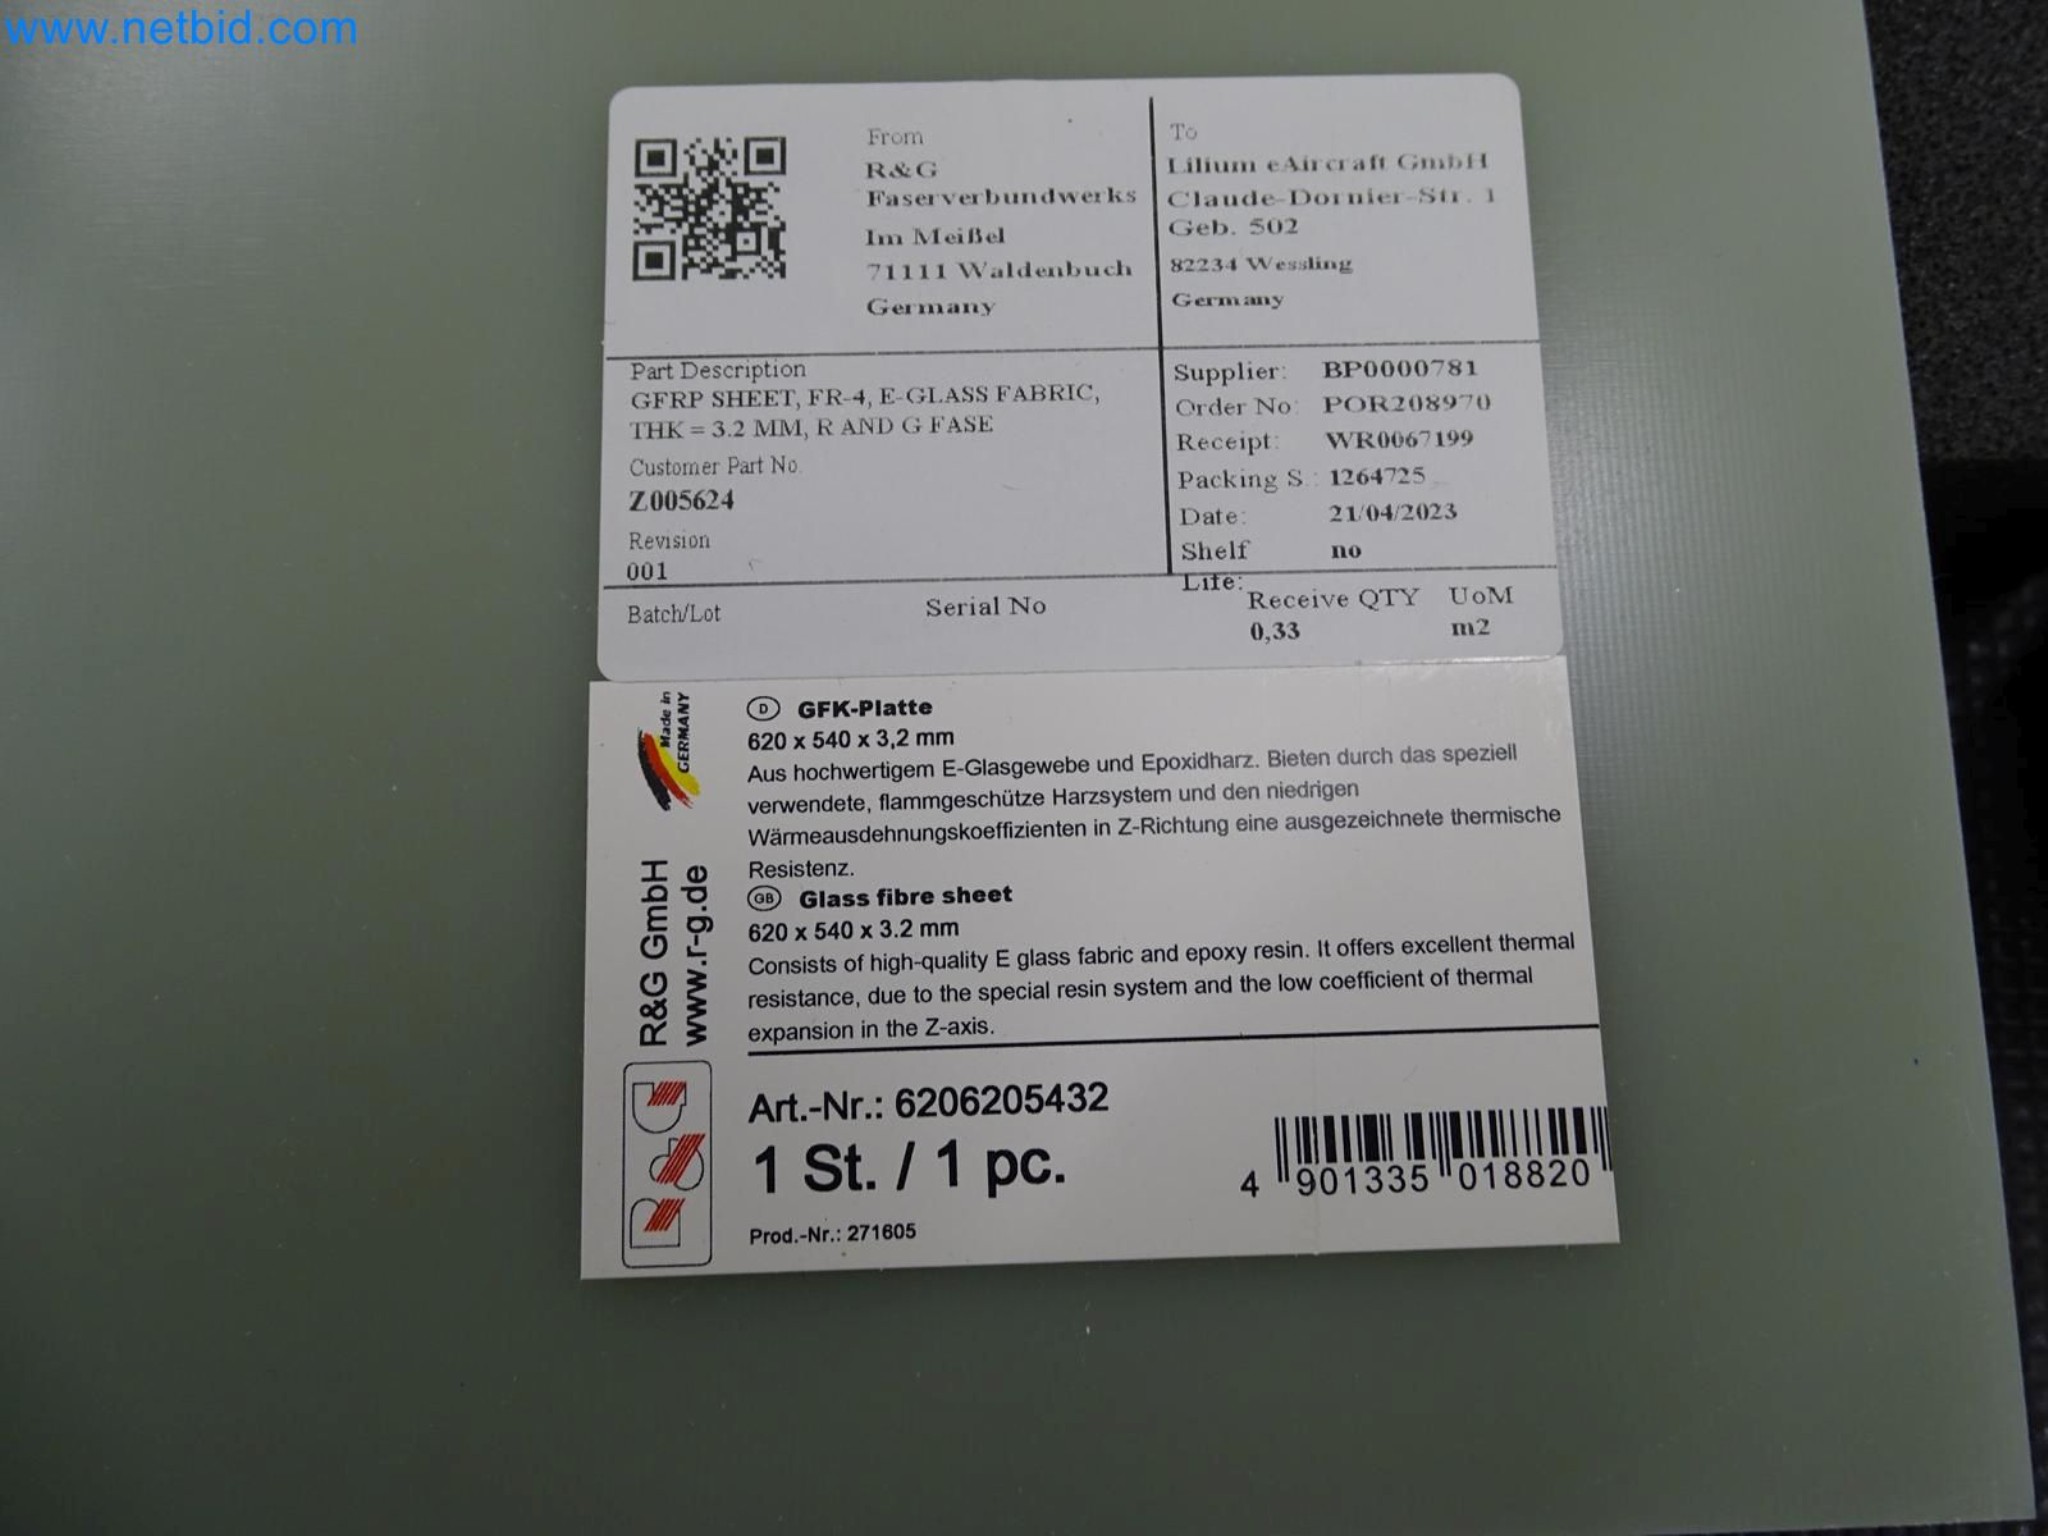 www.netbid.com
From
R&G
Faserverbundwerks
Im Meißel
71111 Waldenbuch
Germany
To
Lilium eAircraft GmbH
Claude-Dornier-Str. 1
Geb. 502
82234 Wessling
Germany
Part Description
GFRP SHEET, FR-4, E-GLASS FABRIC,
THK = 3.2 MM, R AND G FASE
Customer Part No.
Z005624
Revision
001
Supplier: BP0000781
Order No: POR208970
Receipt: WR0067199
Packing S.: 1264725
Date: 21/04/2023
Shelf no
Life:
Batch/Lot
Serial No
Receive QTY UoM
0,33 m2
Made in
GERMANY
R&G GmbH
www.r-g.de
R&G
D GFK-Platte
620 x 540 x 3,2 mm
Aus hochwertigem E-Glasgewebe und Epoxidharz. Bieten durch das speziell
verwendete, flammgeschütze Harzsystem und den niedrigen
Wärmeausdehnungskoeffizienten in Z-Richtung eine ausgezeichnete thermische
Resistenz.
GB Glass fibre sheet
620 x 540 x 3.2 mm
Consists of high-quality E glass fabric and epoxy resin. It offers excellent thermal
resistance, due to the special resin system and the low coefficient of thermal
expansion in the Z-axis.
Art.-Nr.: 6206205432
1 St. / 1 pc.
Prod.-Nr.: 271605
4 901335 018820